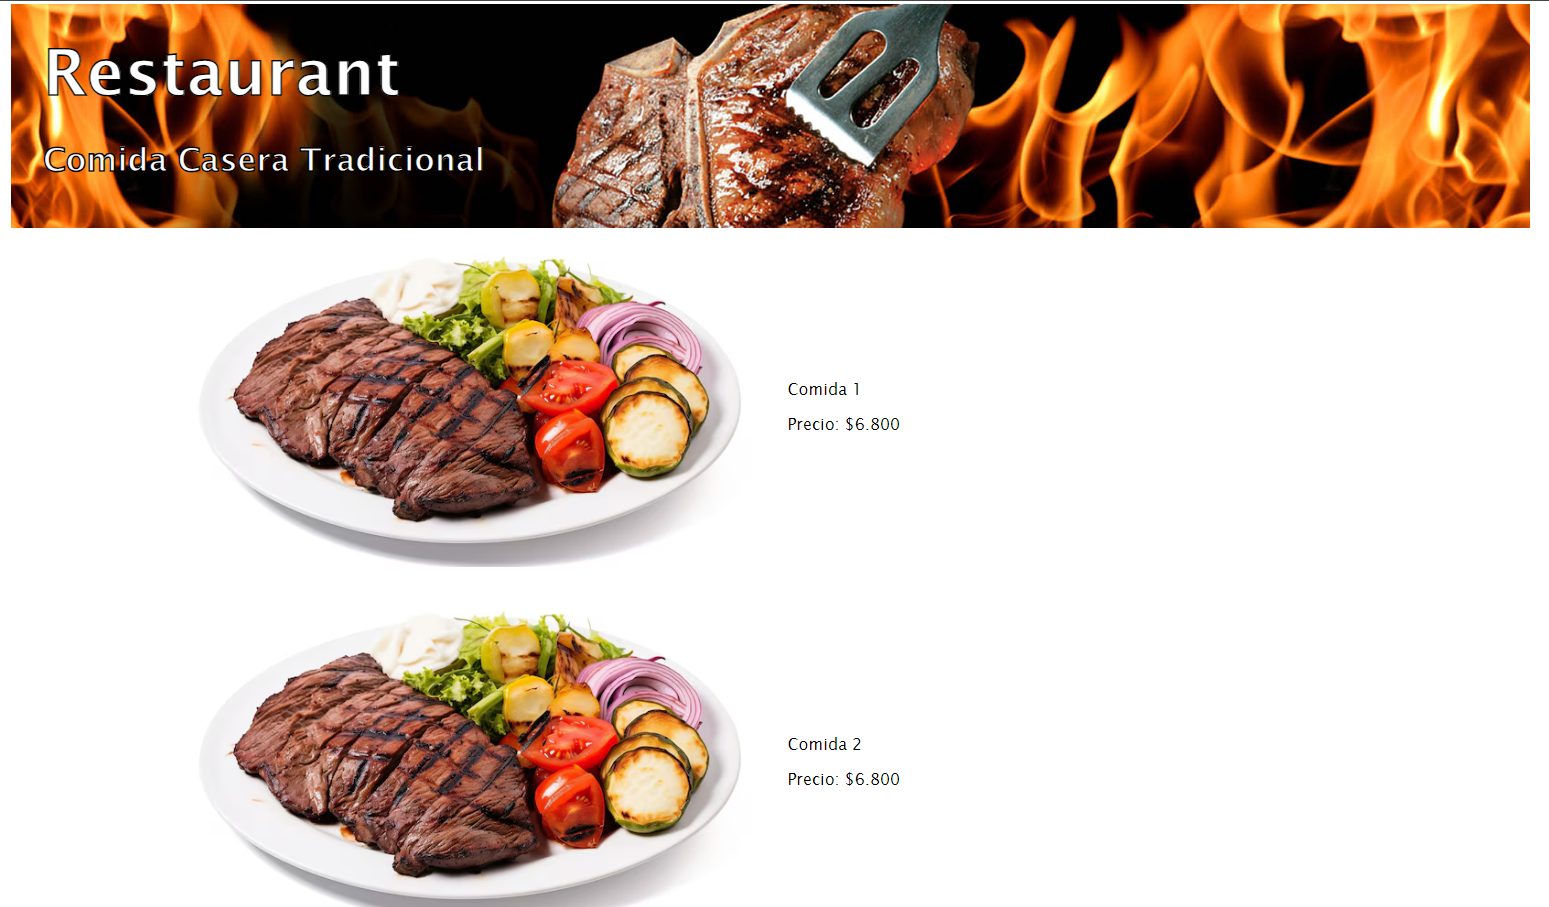 Restaurant
Comida Casera Tradicional
Comida 1
Precio: $6.800
Comida 2
Precio: $6.800